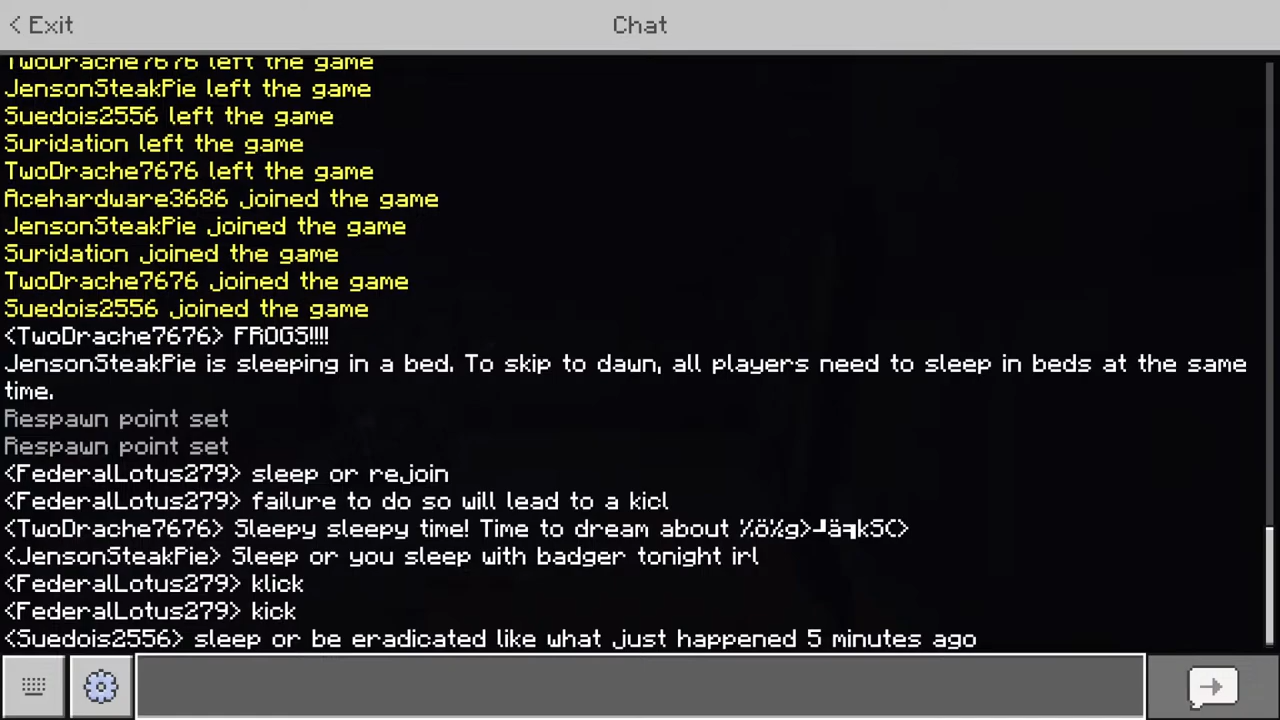 < Exit
Chat
TwoDrache7676 left the game
JensonSteakPie left the game
Suedois2556 left the game
Suridation left the game
TwoDrache7676 left the game
Acehardware3686 joined the game
JensonSteakPie joined the game
Suridation joined the game
TwoDrache7676 joined the game
Suedois2556 joined the game
<TwoDrache7676> FROGS!!!!
JensonSteakPie is sleeping in a bed. To skip to dawn, all players need to sleep in beds at the same
time.
Respawn point set
Respawn point set
<FederalLotus279> sleep or rejoin
<FederalLotus279> failure to do so will lead to a kicl
<TwoDrache7676> Sleepy sleepy time! Time to dream about
<JensonSteakPie> Sleep or you sleep with badger tonight irl
<FederalLotus279> klick
<FederalLotus279> kick
<Suedois2556> sleep or be eradicated like what just happened 5 minutes ago